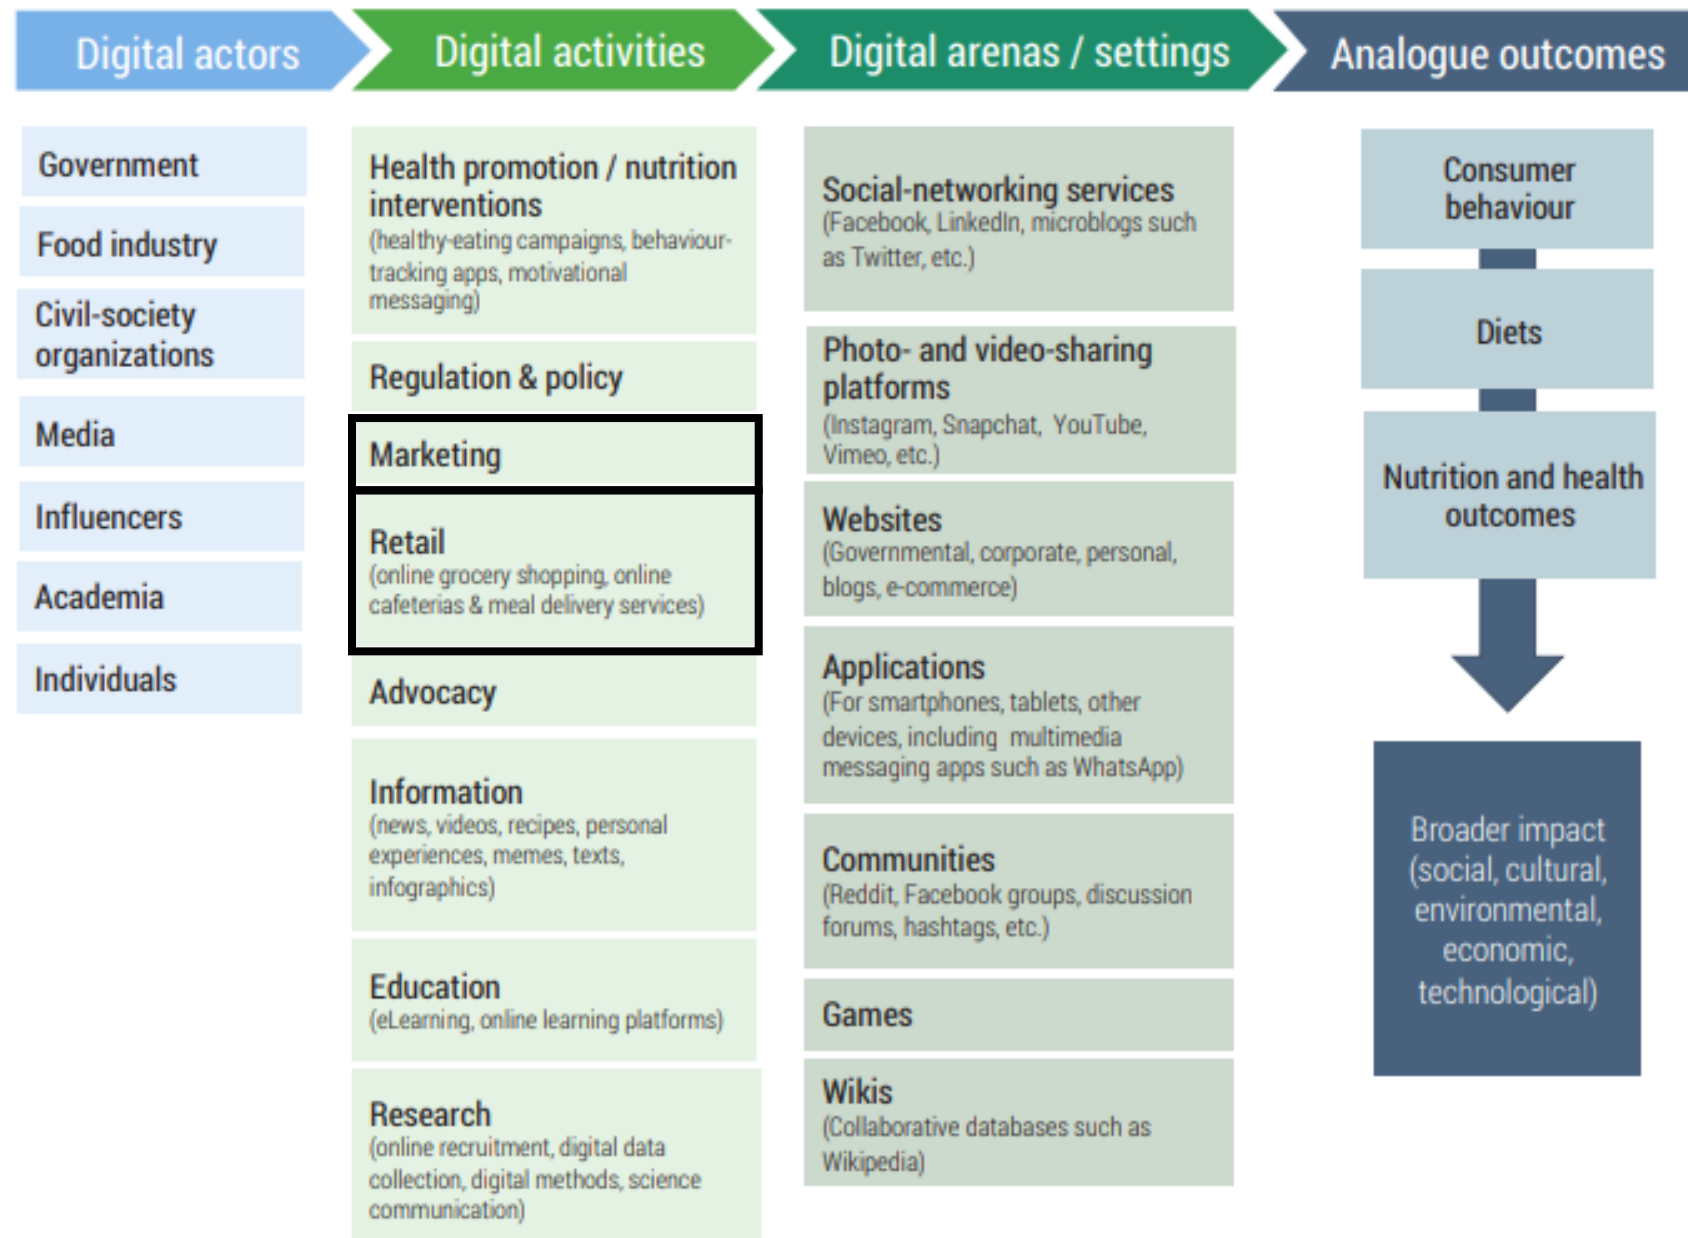 Digital actors
Digital activities
Digital arenas / settings
Analogue outcomes
Government
Food industry
Civil-society
organizations
Media
Influencers
Academia
Individuals
Health promotion / nutrition
interventions
(healthy-eating campaigns, behaviour-
tracking apps, motivational
messaging)
Regulation & policy
Marketing
Retail
(online grocery shopping, online
cafeterias & meal delivery services)
Advocacy
Information
(news, videos, recipes, personal
experiences, memes, texts,
infographics)
Education
(eLearning, online learning platforms)
Research
(online recruitment, digital data
collection, digital methods, science
communication)
Social-networking services
(Facebook, LinkedIn, microblogs such
as Twitter, etc.)
Photo- and video-sharing
platforms
(Instagram, Snapchat, YouTube,
Vimeo, etc.)
Websites
(Governmental, corporate, personal,
blogs, e-commerce)
Applications
(For smartphones, tablets, other
devices, including multimedia
messaging apps such as WhatsApp)
Communities
(Reddit, Facebook groups, discussion
forums, hashtags, etc.)
Games
Wikis
(Collaborative databases such as
Wikipedia)
Consumer
behaviour
Diets
Nutrition and health
outcomes
Broader impact
(social, cultural,
environmental,
economic,
technological)